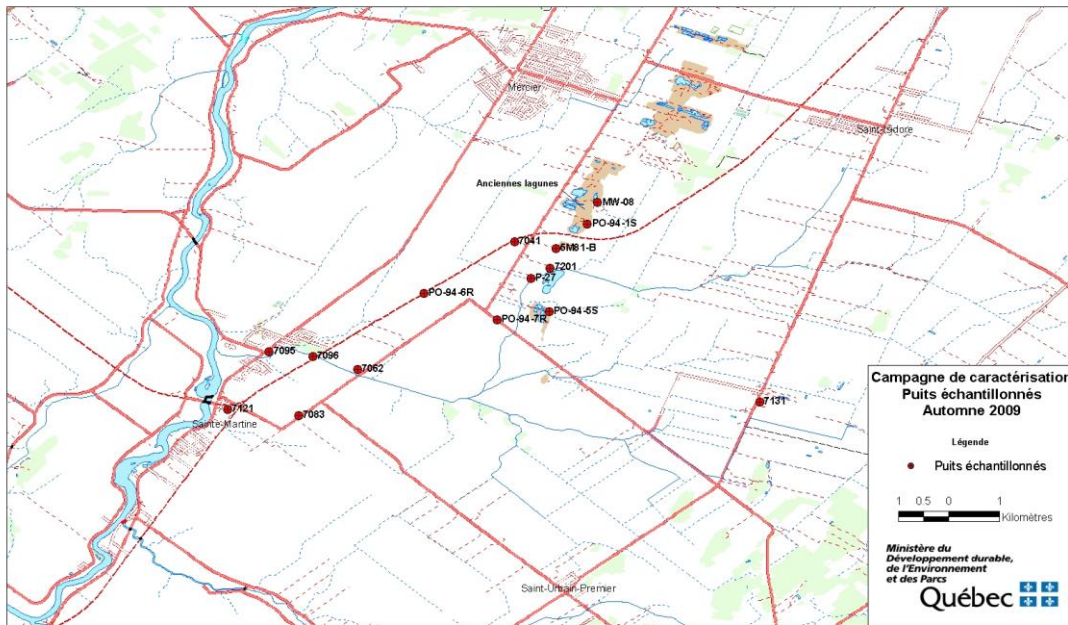 Mercier
Saint-Isidore
Anciennes lagunes
MW-08
PO-94-1S
7041
5M81-B
7201
P-27
PO-94-6R
PO-94-5S
PO-94-7R
7095
7096
7062
7131
7121
7083
Sainte-Martine
Saint-Urbain-Premier
Campagne de caractérisation
Puits échantillonnés
Automne 2009
Légende
Puits échantillonnés
1 0.5 0 1
Kilomètres
Ministère du
Développement durable,
de l'Environnement
et des Parcs
Québec